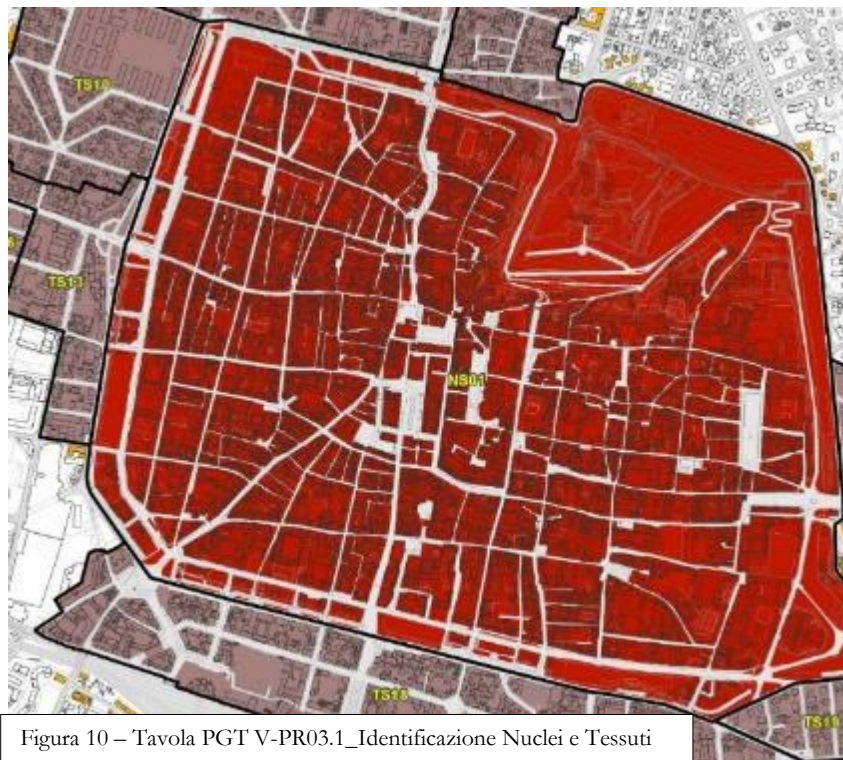 TS10
TS11
NS01
TS18
TS19
Figura 10 – Tavola PGT V-PR03.1_Identificazione Nuclei e Tessuti